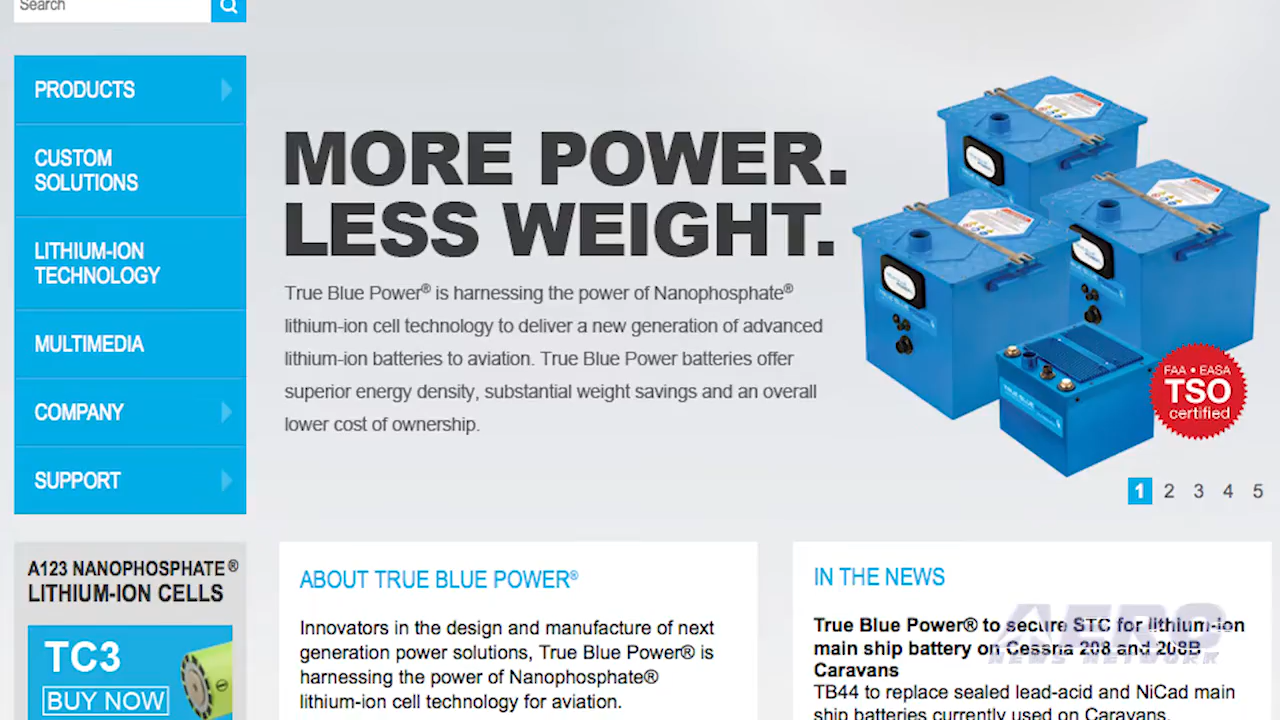 Search
PRODUCTS
CUSTOM
SOLUTIONS
LITHIUM-ION
TECHNOLOGY
MULTIMEDIA
COMPANY
SUPPORT
MORE POWER.
LESS WEIGHT.
True Blue Power® is harnessing the power of Nanophosphate®
lithium-ion cell technology to deliver a new generation of advanced
lithium-ion batteries to aviation. True Blue Power batteries offer
superior energy density, substantial weight savings and an overall
lower cost of ownership.
TRUE BLUE
FAA • EASA
TSO
certified
1 2 3 4 5
A123 NANOPHOSPHATE®
LITHIUM-ION CELLS
TC3
BUY NOW
ABOUT TRUE BLUE POWER®
Innovators in the design and manufacture of next
generation power solutions, True Blue Power® is
harnessing the power of Nanophosphate®
lithium-ion cell technology for aviation.
IN THE NEWS
True Blue Power® to secure STC for lithium-ion
main ship battery on Cessna 208 and 208B
Caravans
TB44 to replace sealed lead-acid and NiCad main
ship batteries currently used on Caravans.
AERO
NEWS NETWORK